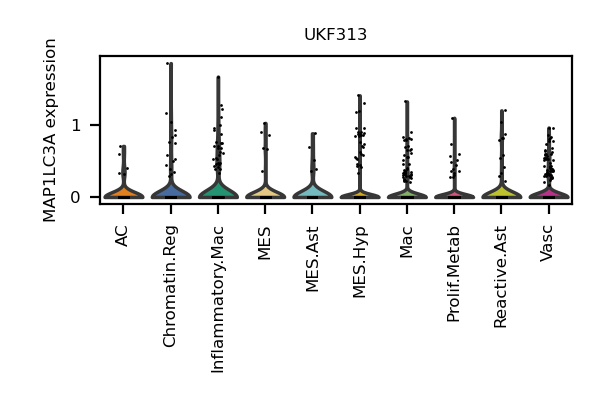 UKF313
MAP1LC3A expression
1
0
AC
Chromatin.Reg
Inflammatory.Mac
MES
MES.Ast
MES.Hyp
Mac
Prolif.Metab
Reactive.Ast
Vasc